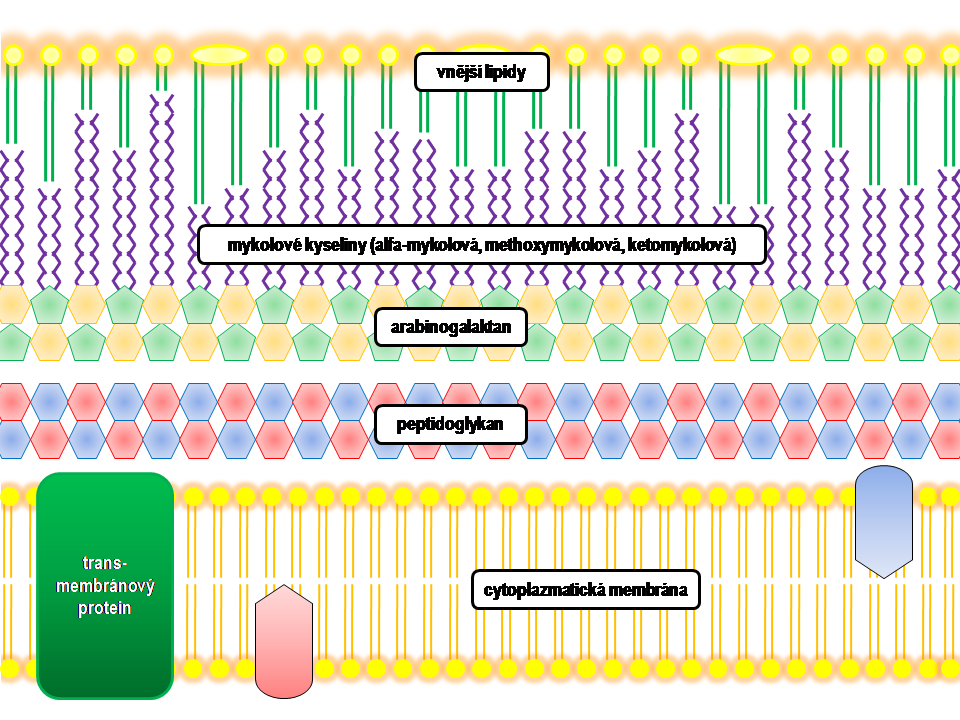 vnější lipidy
mykolové kyseliny (alfa-mykolová, methoxymykolová, ketomykolová)
arabinogalaktan
peptidoglykan
trans-
membránový
protein
cytoplazmatická membrána